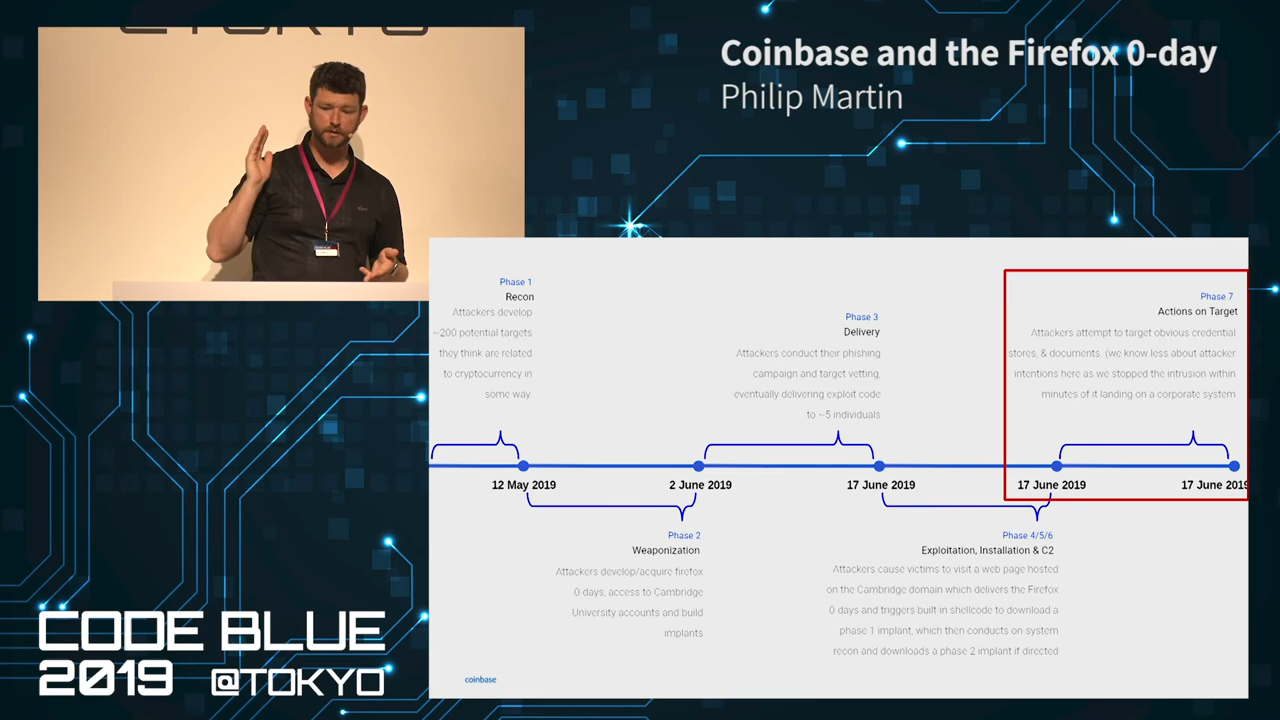 Coinbase and the Firefox 0-day
Philip Martin
Phase 1
Recon
Attackers develop
~200 potential targets
they think are related
to cryptocurrency in
some way.
Phase 3
Delivery
Attackers conduct their phishing
campaign and target vetting,
eventually delivering exploit code
to ~5 individuals
Phase 7
Actions on Target
Attackers attempt to target obvious credential
stores, & documents. (we know less about attacker
intentions here as we stopped the intrusion within
minutes of it landing on a corporate system
12 May 2019
2 June 2019
17 June 2019
17 June 2019
17 June 2019
Phase 2
Weaponization
Attackers develop/acquire firefox
0 days, access to Cambridge
University accounts and build
implants
Phase 4/5/6
Exploitation, Installation & C2
Attackers cause victims to visit a web page hosted
on the Cambridge domain which delivers the Firefox
0-days and triggers built in shellcode to download a
phase 1 implant, which then conducts on-system
recon and downloads a phase 2 implant if directed
coinbase
CODE BLUE
2019 @TOKYO